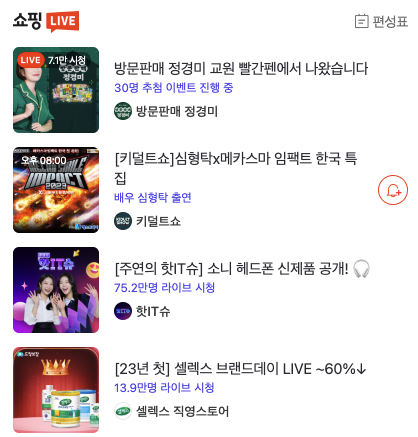 쇼핑 LIVE
편성표
LIVE 7.1만 시청
정경미
방문판매 정경미 교원 빨간펜에서 나왔습니다
30명 추첨 이벤트 진행 중
방문판매 정경미
오후 08:00
IMPACT
2023
[키덜트쇼]심형탁x메카스마 임팩트 한국 특
집
배우 심형탁 출연
키덜트쇼
핫IT슈
[주연의 핫IT슈] 소니 헤드폰 신제품 공개! 🎧
75.2만명 라이브 시청
핫IT슈
[23년 첫] 셀렉스 브랜드데이 LIVE ~60%↓
13.9만명 라이브 시청
셀렉스 직영스토어